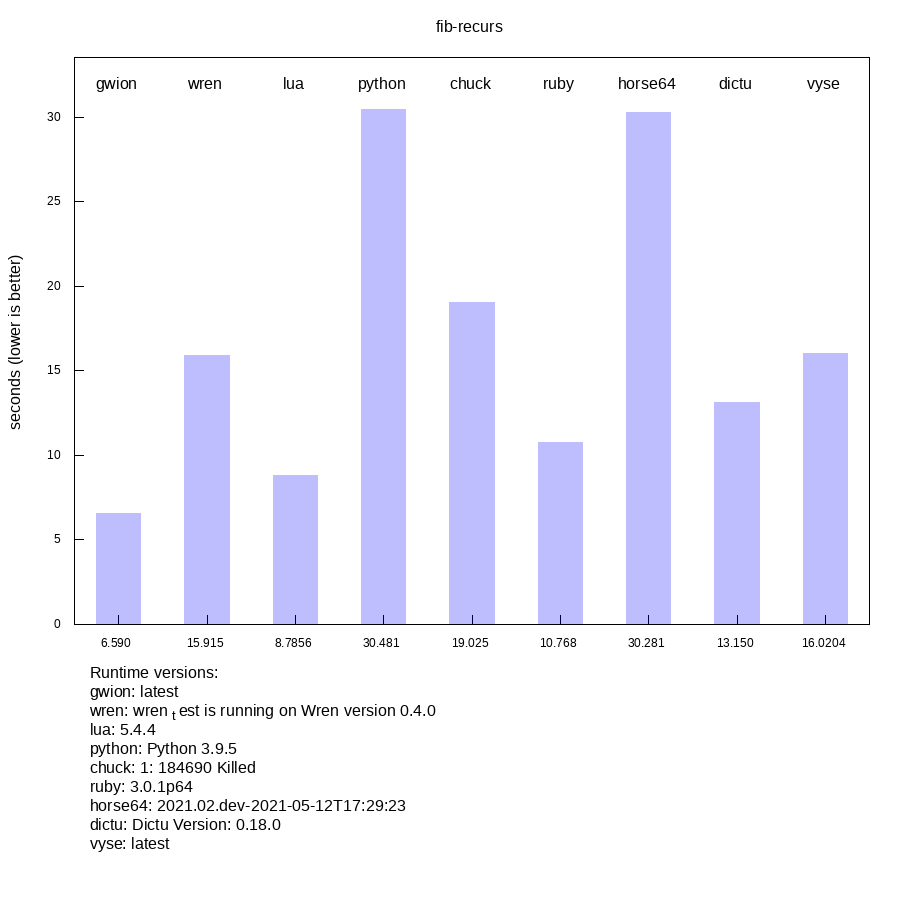 fib-recurs
gwion wren lua python chuck ruby horse64 dictu vyse
seconds (lower is better)
30
25
20
15
10
5
0
6.590 15.915 8.7856 30.481 19.025 10.768 30.281 13.150 16.0204
Runtime versions:
gwion: latest
wren: wren t est is running on Wren version 0.4.0
lua: 5.4.4
python: Python 3.9.5
chuck: 1: 184690 Killed
ruby: 3.0.1p64
horse64: 2021.02.dev-2021-05-12T17:29:23
dictu: Dictu Version: 0.18.0
vyse: latest